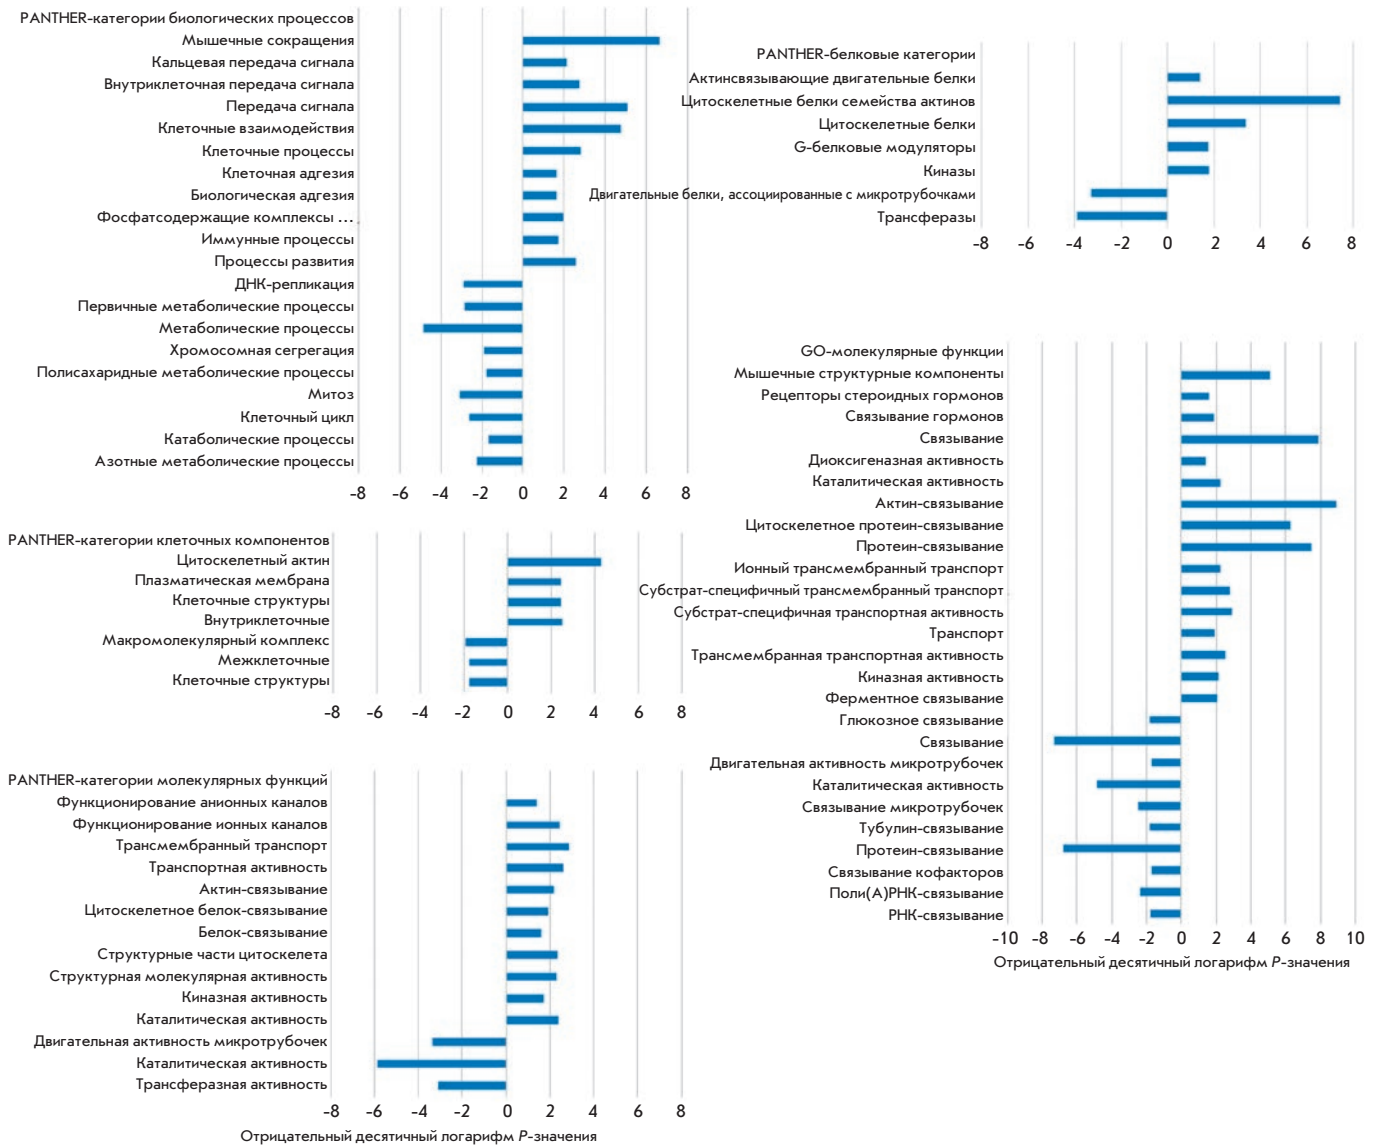 PANTHER-категории биологических процессов
Мышечные сокращения
Кальцевая передача сигнала
Внутриклеточная передача сигнала
Передача сигнала
Клеточные взаимодействия
Клеточные процессы
Клеточная адгезия
Биологическая адгезия
Фосфатсодержащие комплексы ...
Иммунные процессы
Процессы развития
ДНК-репликация
Первичные метаболические процессы
Метаболические процессы
Хромосомная сегрегация
Полисахаридные метаболические процессы
Митоз
Клеточный цикл
Катаболические процессы
Азотные метаболические процессы
-8 -6 -4 -2 0 2 4 6 8
PANTHER-категории клеточных компонентов
Цитоскелетный актин
Плазматическая мембрана
Клеточные структуры
Внутриклеточные
Макромолекулярный комплекс
Межклеточные
Клеточные структуры
-8 -6 -4 -2 0 2 4 6 8
PANTHER-категории молекулярных функций
Функционирование анионных каналов
Функционирование ионных каналов
Трансмембранный транспорт
Транспортная активность
Актин-связывание
Цитоскелетное белок-связывание
Белок-связывание
Структурные части цитоскелета
Структурная молекулярная активность
Киназная активность
Каталитическая активность
Двигательная активность микротрубочек
Каталитическая активность
Трансферазная активность
-8 -6 -4 -2 0 2 4 6 8
Отрицательный десятичный логарифм P-значения
PANTHER-белковые категории
Актинсвязывающие двигательные белки
Цитоскелетные белки семейства актинов
Цитоскелетные белки
G-белковые модуляторы
Киназы
Двигательные белки, ассоциированные с микротрубочками
Трансферазы
-8 -6 -4 -2 0 2 4 6 8
GO-молекулярные функции
Мышечные структурные компоненты
Рецепторы стероидных гормонов
Связывание гормонов
Связывание
Диоксигеназная активность
Каталитическая активность
Актин-связывание
Цитоскелетное протеин-связывание
Протеин-связывание
Ионный трансмембранный транспорт
Субстрат-специфичный трансмембранный транспорт
Субстрат-специфичная транспортная активность
Транспорт
Трансмембранная транспортная активность
Киназная активность
Ферментное связывание
Глюкозное связывание
Связывание
Двигательная активность микротрубочек
Каталитическая активность
Связывание микротрубочек
Тубулин-связывание
Протеин-связывание
Связывание кофакторов
Поли(А)РНК-связывание
РНК-связывание
-10 -8 -6 -4 -2 0 2 4 6 8 10
Отрицательный десятичный логарифм P-значения